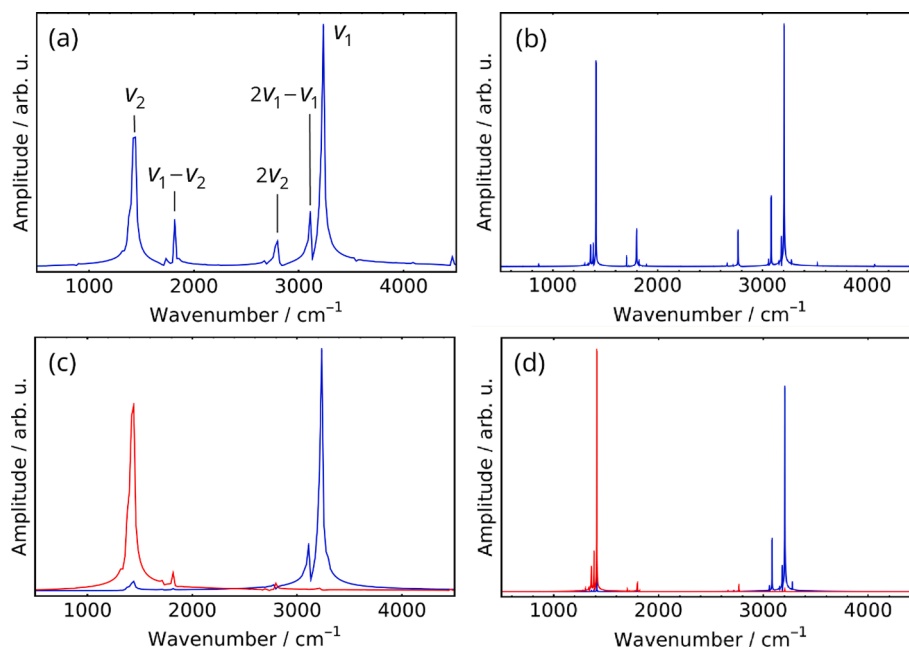 (a)
ν₁
2ν₁−ν₁
ν₂
ν₁−ν₂
2ν₂
Amplitude / arb. u.
1000 2000 3000 4000
Wavenumber / cm⁻¹
(b)
Amplitude / arb. u.
1000 2000 3000 4000
Wavenumber / cm⁻¹
(c)
Amplitude / arb. u.
1000 2000 3000 4000
Wavenumber / cm⁻¹
(d)
Amplitude / arb. u.
1000 2000 3000 4000
Wavenumber / cm⁻¹